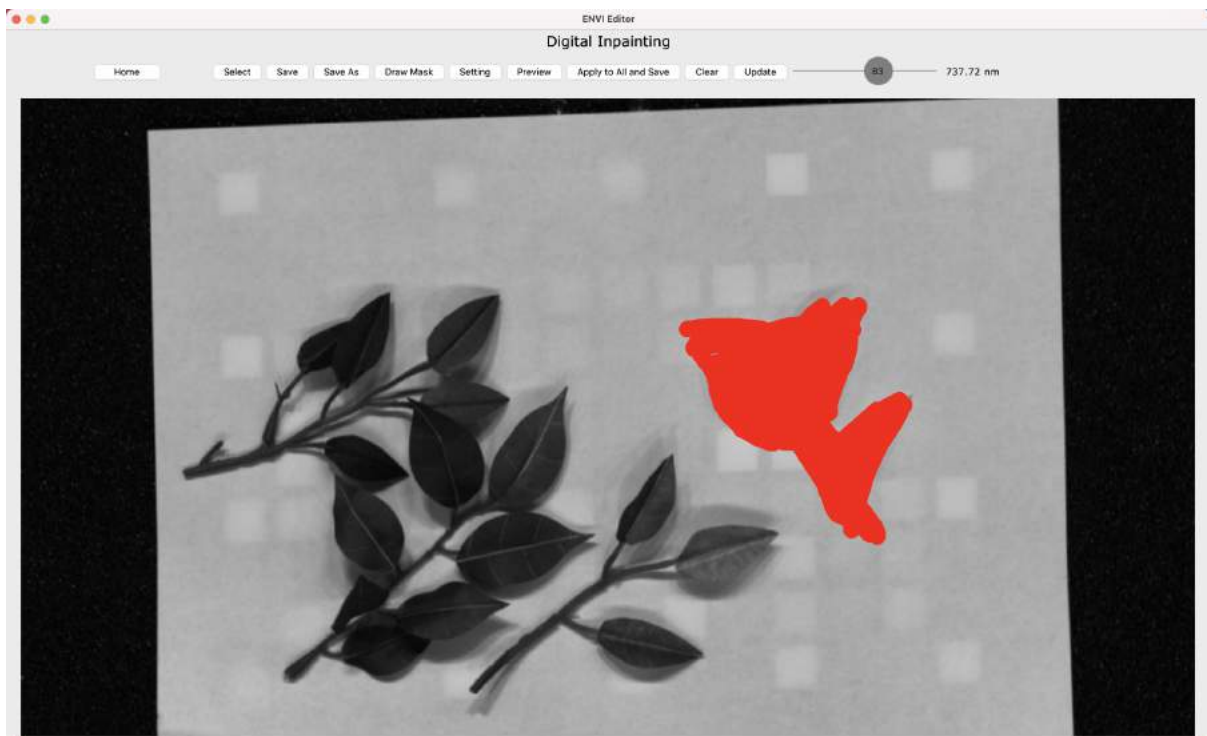 ENVI Editor
Digital Inpainting
Home Select Save Save As Draw Mask Setting Preview Apply to All and Save Clear Update 83 737.72 nm